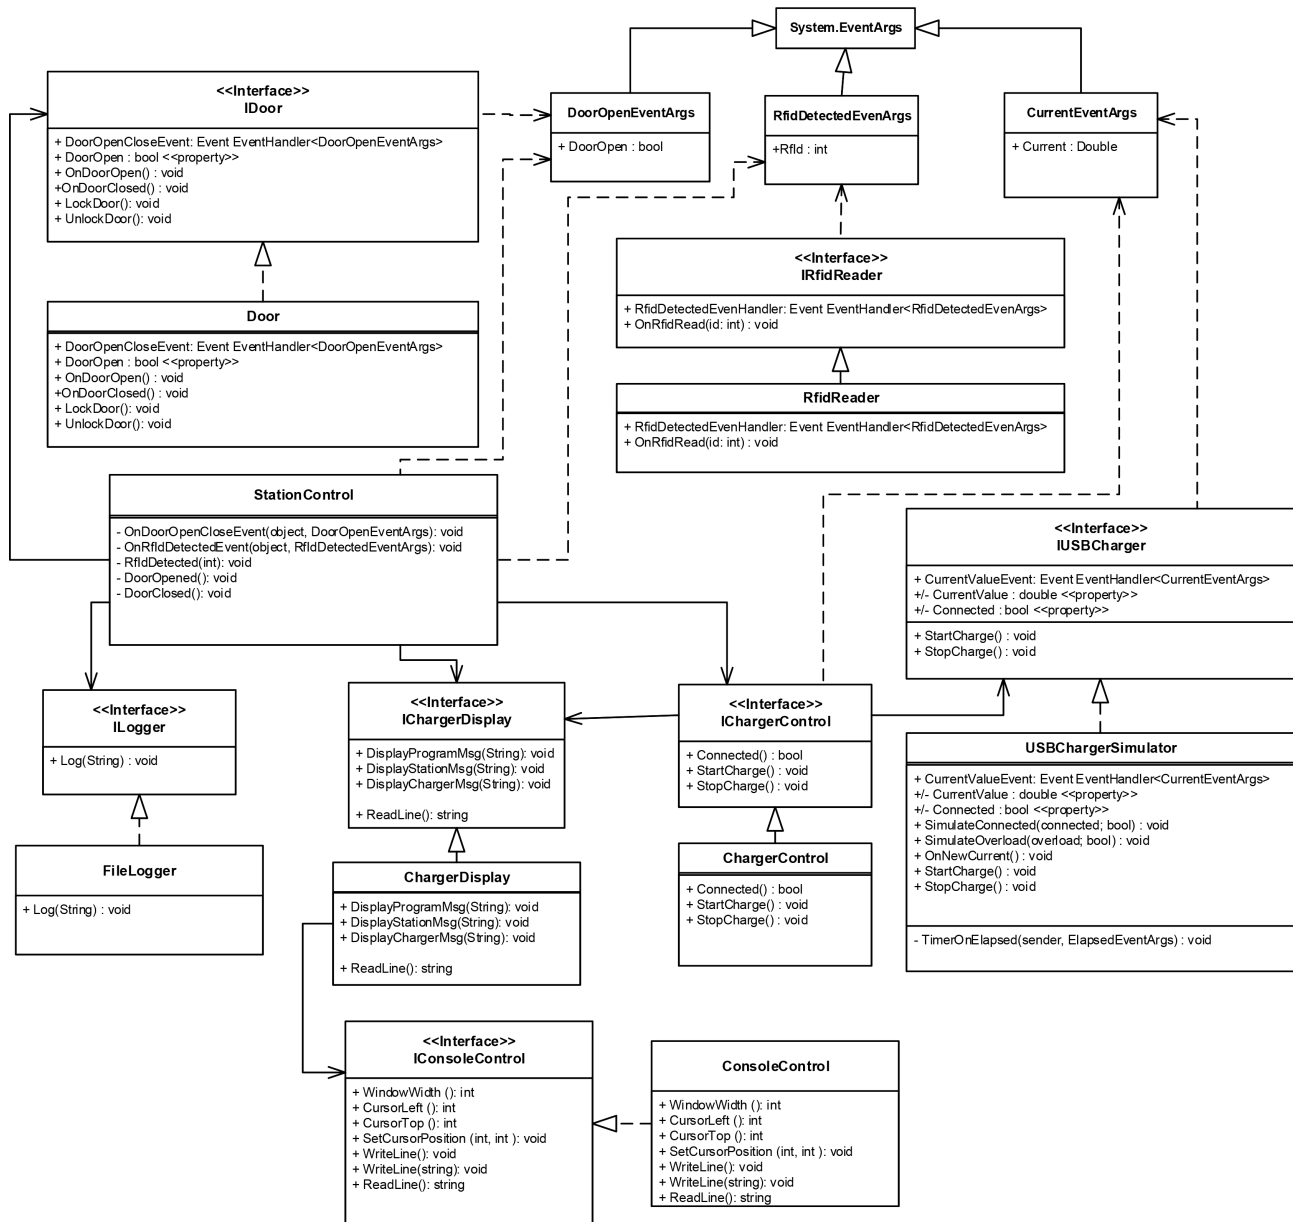 System.EventArgs
<<Interface>>
IDoor
+ DoorOpenCloseEvent: Event EventHandler<DoorOpenEventArgs>
+ DoorOpen : bool <<property>>
+ OnDoorOpen() : void
+OnDoorClosed() : void
+ LockDoor(): void
+ UnlockDoor(): void
DoorOpenEventArgs
+ DoorOpen : bool
RfidDetectedEvenArgs
+RfId : int
CurrentEventArgs
+ Current : Double
<<Interface>>
IRfidReader
+ RfidDetectedEvenHandler: Event EventHandler<RfidDetectedEvenArgs>
+ OnRfidRead(id: int) : void
Door
+ DoorOpenCloseEvent: Event EventHandler<DoorOpenEventArgs>
+ DoorOpen : bool <<property>>
+ OnDoorOpen() : void
+OnDoorClosed() : void
+ LockDoor(): void
+ UnlockDoor(): void
RfidReader
+ RfidDetectedEvenHandler: Event EventHandler<RfidDetectedEvenArgs>
+ OnRfidRead(id: int) : void
StationControl
- OnDoorOpenCloseEvent(object, DoorOpenEventArgs): void
- OnRfIdDetectedEvent(object, RfIdDetectedEventArgs): void
- RfIdDetected(int): void
- DoorOpened(): void
- DoorClosed(): void
<<Interface>>
IUSBCharger
+ CurrentValueEvent: Event EventHandler<CurrentEventArgs>
+/- CurrentValue : double <<property>>
+/- Connected : bool <<property>>
+ StartCharge() : void
+ StopCharge() : void
<<Interface>>
ILogger
+ Log(String) : void
<<Interface>>
IChargerDisplay
+ DisplayProgramMsg(String): void
+ DisplayStationMsg(String): void
+ DisplayChargerMsg(String): void
+ ReadLine(): string
<<Interface>>
IChargerControl
+ Connected() : bool
+ StartCharge() : void
+ StopCharge() : void
USBChargerSimulator
+ CurrentValueEvent: Event EventHandler<CurrentEventArgs>
+/- CurrentValue : double <<property>>
+/- Connected : bool <<property>>
+ SimulateConnected(connected; bool) : void
+ SimulateOverload(overload; bool) : void
+ OnNewCurrent() : void
+ StartCharge() : void
+ StopCharge() : void
- TimerOnElapsed(sender, ElapsedEventArgs) : void
FileLogger
+ Log(String) : void
ChargerDisplay
+ DisplayProgramMsg(String): void
+ DisplayStationMsg(String): void
+ DisplayChargerMsg(String): void
+ ReadLine(): string
ChargerControl
+ Connected() : bool
+ StartCharge() : void
+ StopCharge() : void
<<Interface>>
IConsoleControl
+ WindowWidth (): int
+ CursorLeft (): int
+ CursorTop (): int
+ SetCursorPosition (int, int ): void
+ WriteLine(): void
+ WriteLine(string): void
+ ReadLine(): string
ConsoleControl
+ WindowWidth (): int
+ CursorLeft (): int
+ CursorTop (): int
+ SetCursorPosition (int, int ): void
+ WriteLine(): void
+ WriteLine(string): void
+ ReadLine(): string